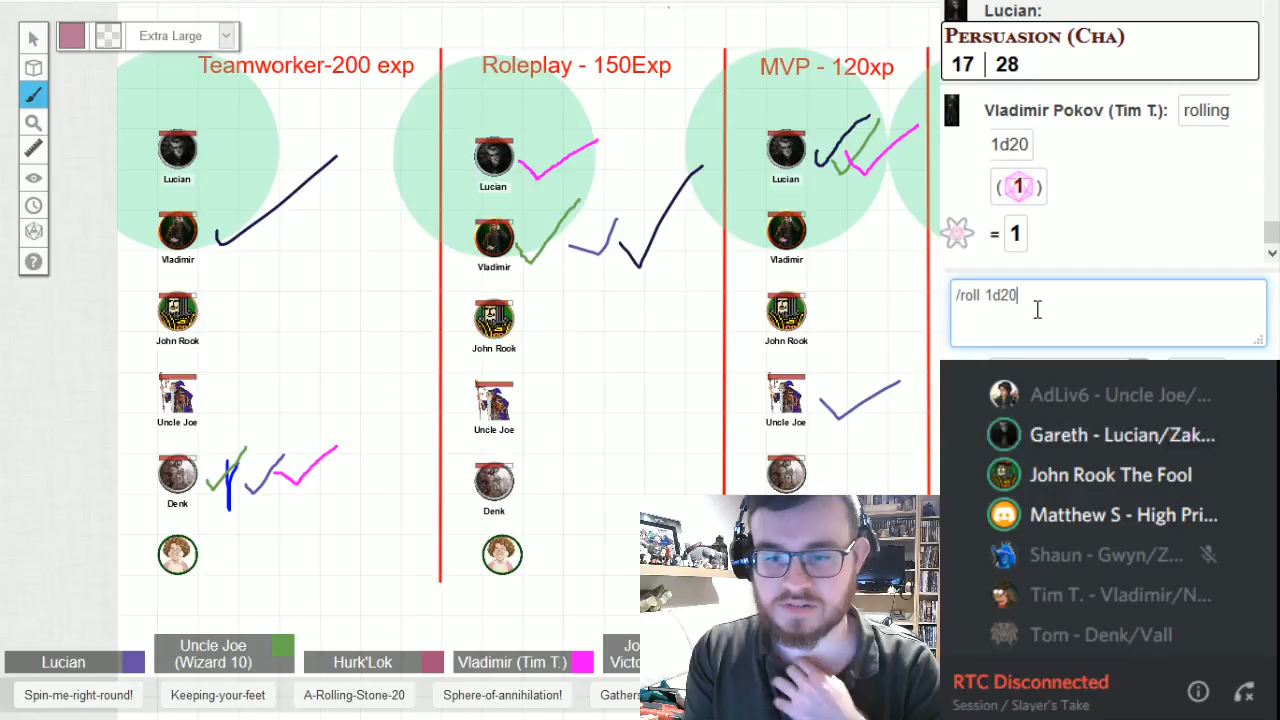 Extra Large
Teamworker-200 exp
Roleplay - 150Exp
MVP - 120xp
Lucian
Vladimir
John Rook
Uncle Joe
Denk
Lucian
Vladimir
John Rook
Uncle Joe
Denk
Lucian
Vladimir
John Rook
Uncle Joe
Lucian
Uncle Joe
(Wizard 10)
Hurk'Lok
Vladimir (Tim T.)
Jo
Victo
Spin-me-right-round!
Keeping-your-feet
A-Rolling-Stone-20
Sphere-of-annihilation!
Gathers
Lucian:
Persuasion (Cha)
17 | 28
Vladimir Pokov (Tim T.): rolling
1d20
(1)
= 1
/roll 1d20
AdLiv6 - Uncle Joe/...
Gareth - Lucian/Zak...
John Rook The Fool
Matthew S - High Pri...
Shaun - Gwyn/Z...
Tim T. - Vladimir/N...
Tom - Denk/Vall
RTC Disconnected
Session / Slayer's Take